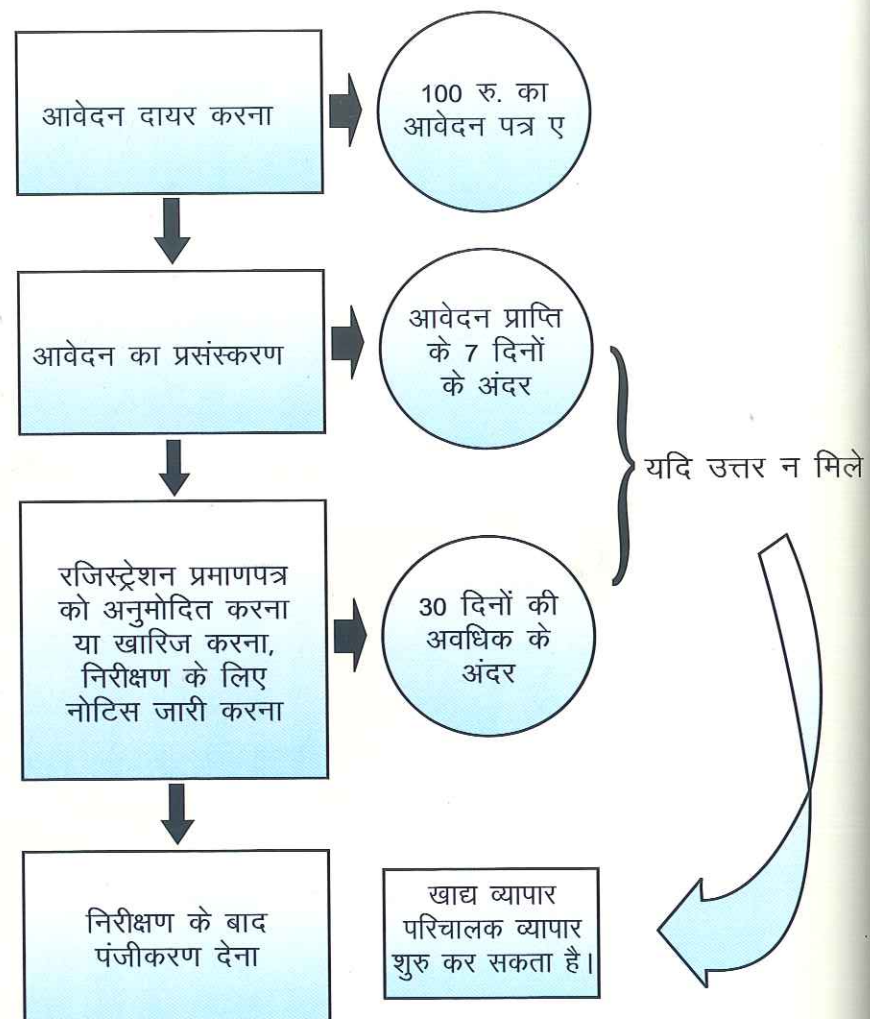 आवेदन दायर करना
100 रु. का
आवेदन पत्र ए
आवेदन का प्रसंस्करण
आवेदन प्राप्ति
के 7 दिनों
के अंदर
यदि उत्तर न मिले
रजिस्ट्रेशन प्रमाणपत्र
को अनुमोदित करना
या खारिज करना,
निरीक्षण के लिए
नोटिस जारी करना
30 दिनों की
अवधिक के
अंदर
निरीक्षण के बाद
पंजीकरण देना
खाद्य व्यापार
परिचालक व्यापार
शुरु कर सकता है।